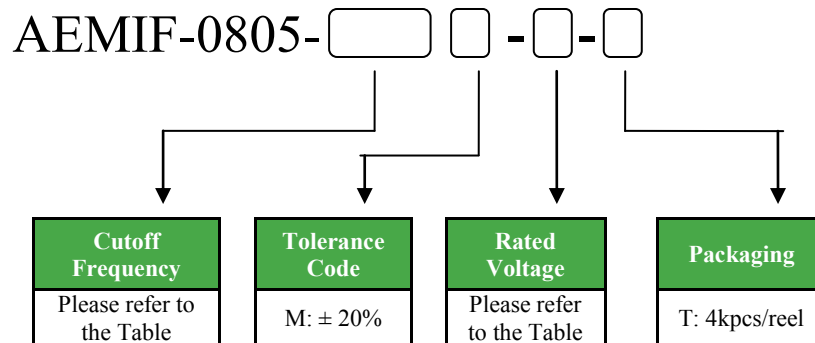 AEMIF-0805- - -
Cutoff Frequency
Please refer to the Table
Tolerance Code
M: ± 20%
Rated Voltage
Please refer to the Table
Packaging
T: 4kpcs/reel